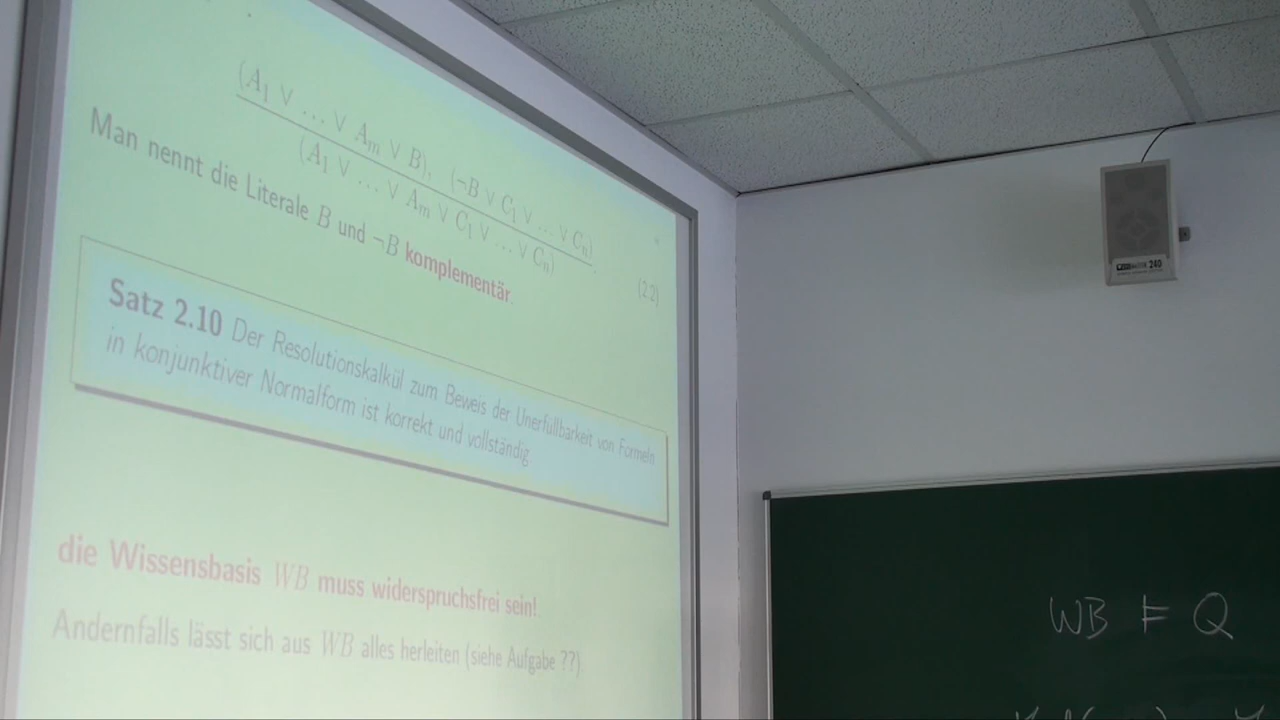 (A₁ ∨ … ∨ Aₘ ∨ B), (¬B ∨ C₁ ∨ … ∨ Cₙ)
(A₁ ∨ … ∨ Aₘ ∨ C₁ ∨ … ∨ Cₙ).
(2.2)
Man nennt die Literale B und ¬B komplementär.
Satz 2.10 Der Resolutionskalkül zum Beweis der Unerfüllbarkeit von Formeln
in konjunktiver Normalform ist korrekt und vollständig
die Wissensbasis WB muss widerspruchsfrei sein!
Andernfalls lässt sich aus WB alles herleiten (siehe Aufgabe ??).
240
WB ⊨ Q